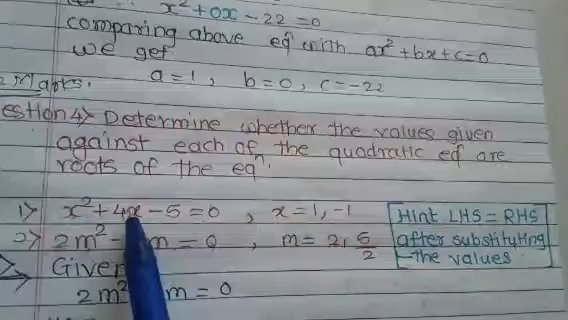 x² + 0x - 22 = 0
comparing above eqⁿ with ax² + bx + c = 0
we get
a = 1, b = 0, c = -22
Marks.
estion 4> Determine whether the values given
against each of the quadratic eqⁿ are
roots of the eqⁿ.
1> x² + 4x - 5 = 0 , x = 1, -1
2> 2m² - m = 0 , m = 2, 5/2
Hint LHS = RHS
after substituting
the values
Given
2m² m = 0